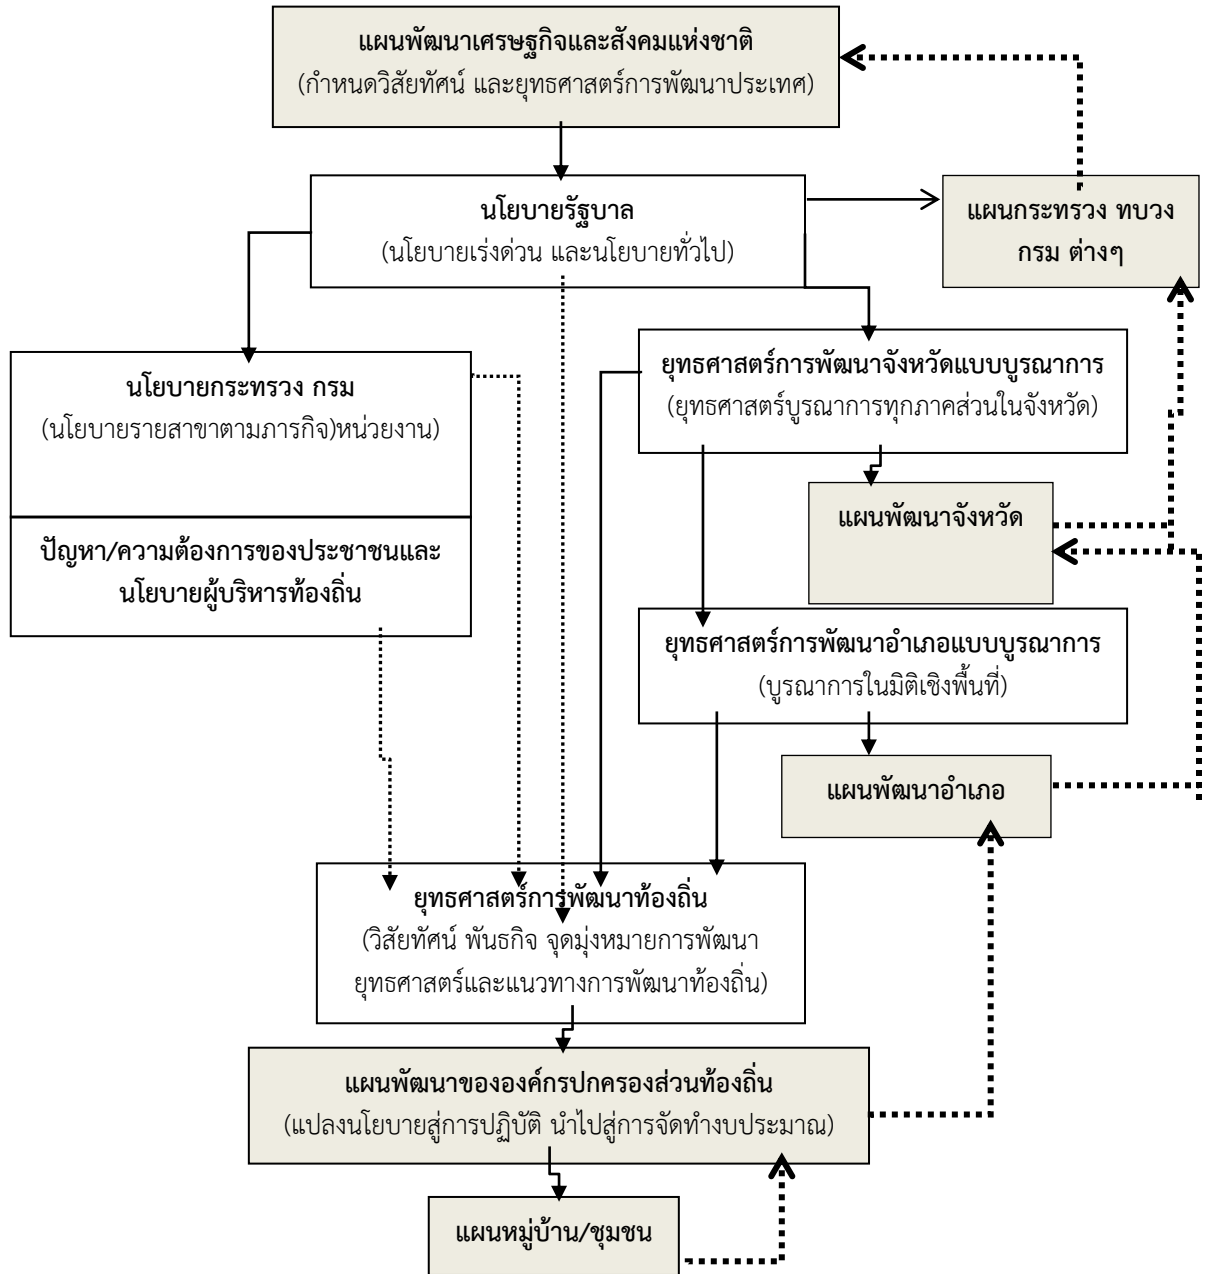 แผนพัฒนาเศรษฐกิจและสังคมแห่งชาติ
(กำหนดวิสัยทัศน์ และยุทธศาสตร์การพัฒนาประเทศ)
นโยบายรัฐบาล
(นโยบายเร่งด่วน และนโยบายทั่วไป)
แผนกระทรวง ทบวง
กรม ต่างๆ
นโยบายกระทรวง กรม
(นโยบายรายสาขาตามภารกิจ)หน่วยงาน)
ยุทธศาสตร์การพัฒนาจังหวัดแบบบูรณาการ
(ยุทธศาสตร์บูรณาการทุกภาคส่วนในจังหวัด)
แผนพัฒนาจังหวัด
ปัญหา/ความต้องการของประชาชนและ
นโยบายผู้บริหารท้องถิ่น
ยุทธศาสตร์การพัฒนาอำเภอแบบบูรณาการ
(บูรณาการในมิติเชิงพื้นที่)
แผนพัฒนาอำเภอ
ยุทธศาสตร์การพัฒนาท้องถิ่น
(วิสัยทัศน์ พันธกิจ จุดมุ่งหมายการพัฒนา
ยุทธศาสตร์และแนวทางการพัฒนาท้องถิ่น)
แผนพัฒนาขององค์กรปกครองส่วนท้องถิ่น
(แปลงนโยบายสู่การปฏิบัติ นำไปสู่การจัดทำงบประมาณ)
แผนหมู่บ้าน/ชุมชน